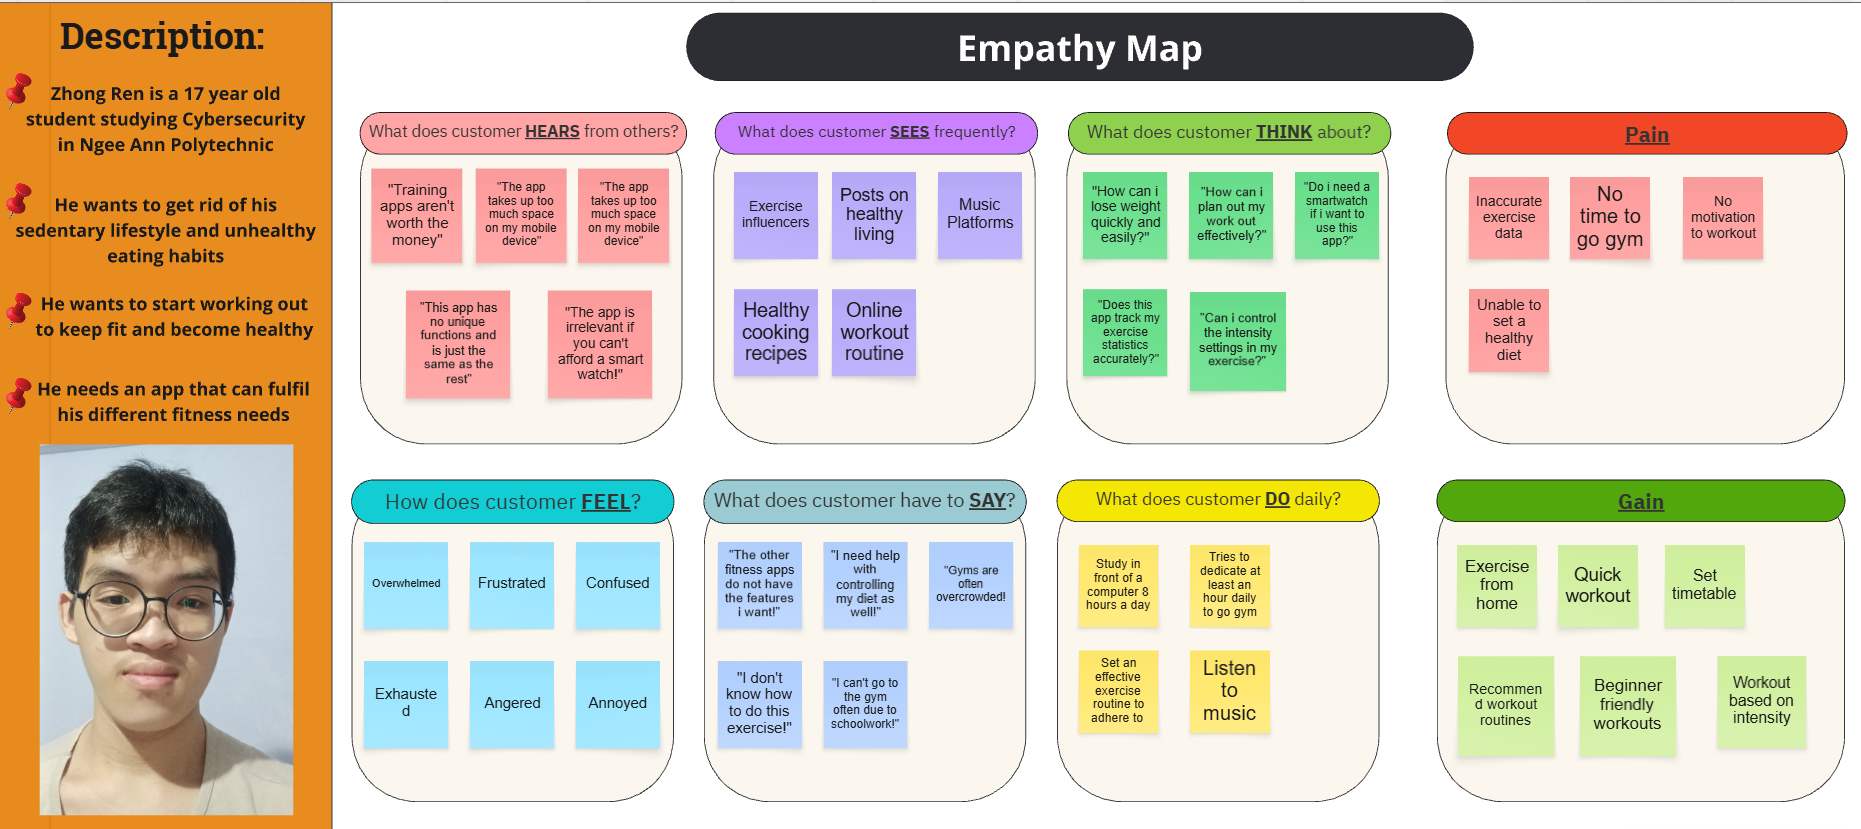 Description:
Zhong Ren is a 17 year old
student studying Cybersecurity
in Ngee Ann Polytechnic
He wants to get rid of his
sedentary lifestyle and unhealthy
eating habits
He wants to start working out
to keep fit and become healthy
He needs an app that can fulfil
his different fitness needs
Empathy Map
What does customer HEARS from others?
"Training
apps aren't
worth the
money"
"The app
takes up too
much space
on my mobile
device"
"The app
takes up too
much space
on my mobile
device"
"This app has
no unique
functions and
is just the
same as the
rest"
"The app is
irrelevant if
you can't
afford a smart
watch!"
What does customer SEES frequently?
Exercise
influencers
Posts on
healthy
living
Music
Platforms
Healthy
cooking
recipes
Online
workout
routine
What does customer THINK about?
"How can i
lose weight
quickly and
easily?"
"How can i
plan out my
work out
effectively?"
"Do i need a
smartwatch
if i want to
use this
app?"
"Does this
app track my
exercise
statistics
accurately?"
"Can i control
the intensity
settings in my
exercise?"
Pain
Inaccurate
exercise
data
No
time to
go gym
No
motivation
to workout
Unable to
set a
healthy
diet
How does customer FEEL?
Overwhelmed
Frustrated
Confused
Exhauste
d
Angered
Annoyed
What does customer have to SAY?
"The other
fitness apps
do not have
the features
i want!"
"I need help
with
controlling
my diet as
well!"
"Gyms are
often
overcrowded!
"I don't
know how
to do this
exercise!"
"I can't go to
the gym
often due to
schoolwork!"
What does customer DO daily?
Study in
front of a
computer 8
hours a day
Tries to
dedicate at
least an
hour daily
to go gym
Set an
effective
exercise
routine to
adhere to
Listen
to
music
Gain
Exercise
from
home
Quick
workout
Set
timetable
Recommen
d workout
routines
Beginner
friendly
workouts
Workout
based on
intensity